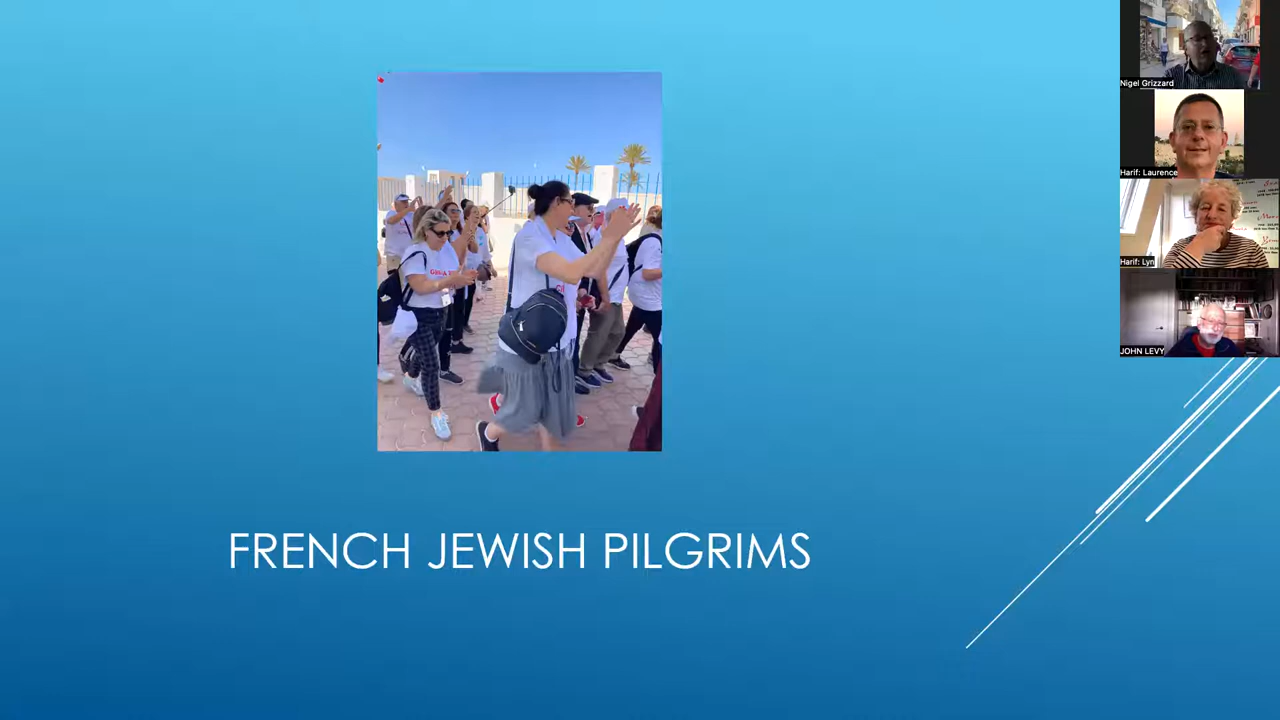 FRENCH JEWISH PILGRIMS
Nigel Grizzard
Harif: Laurence
Harif: Lyn
JOHN LEVY